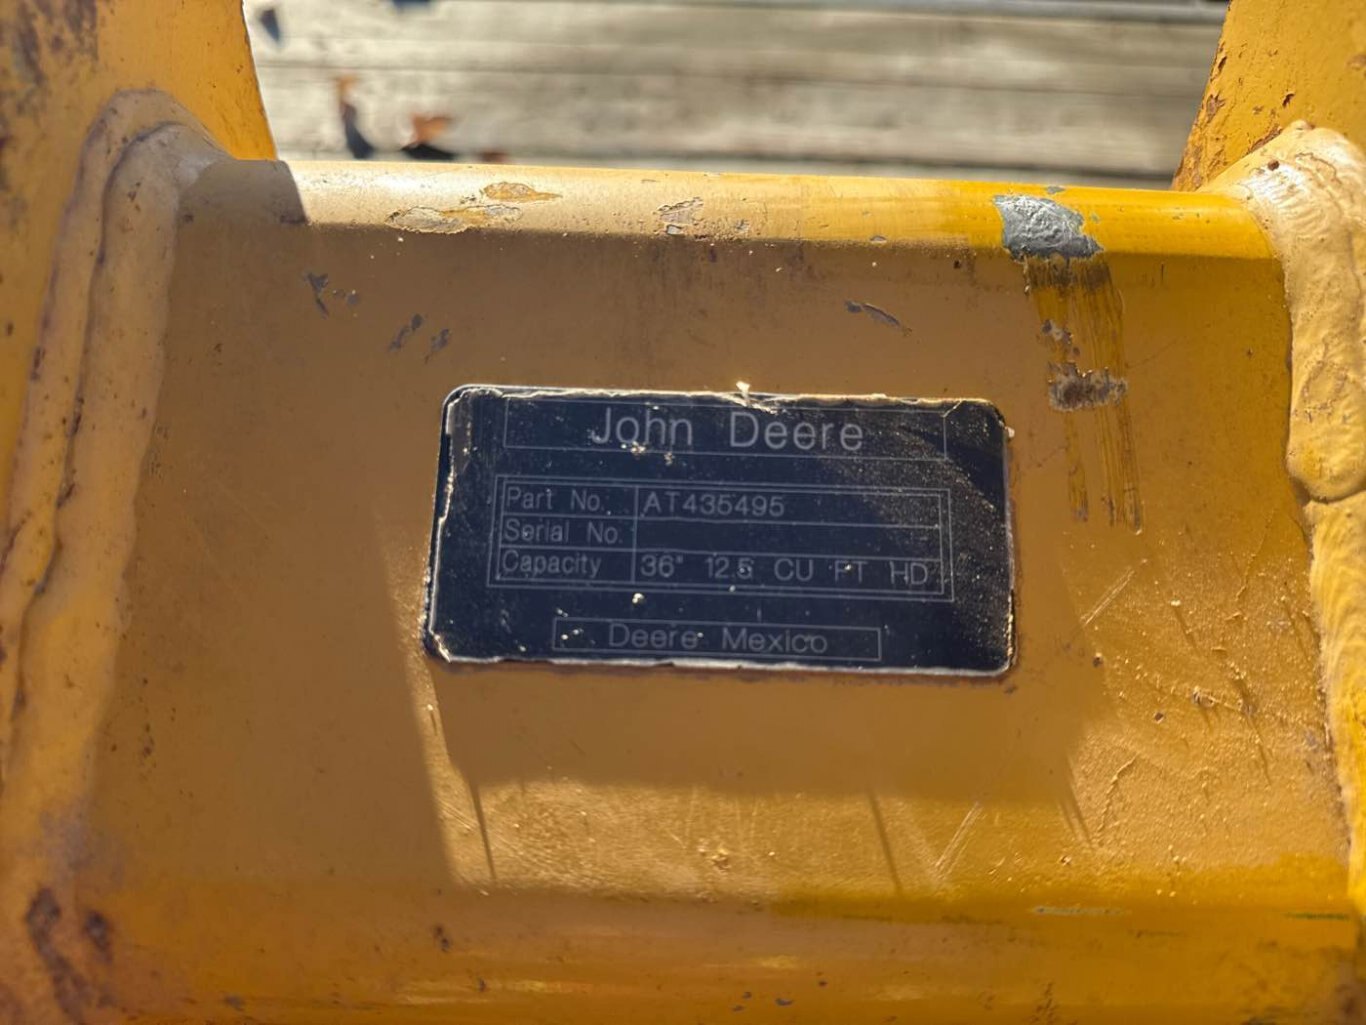 John Deere
Part No. AT435495
Serial No.
Capacity 36" 12.5 CU FT HD
Deere Mexico